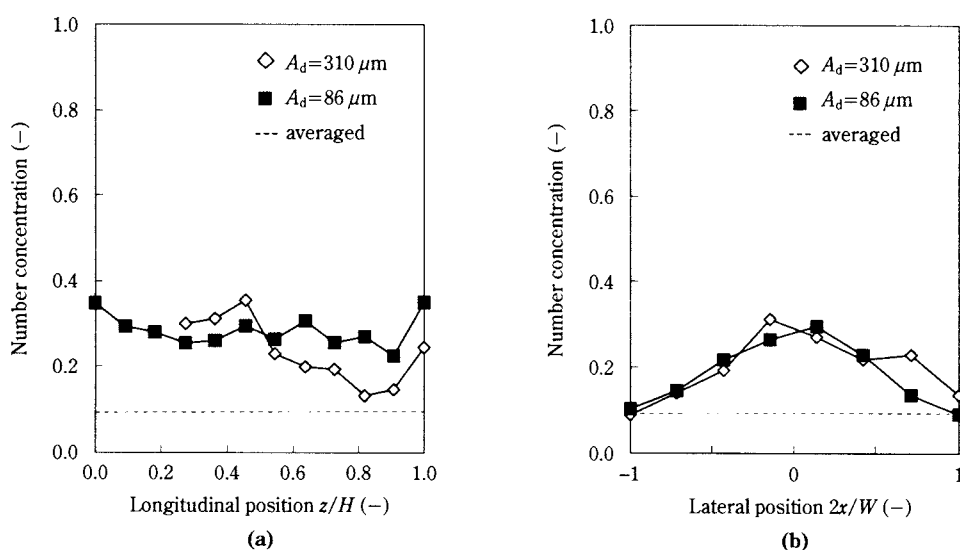 1.0
0.8
0.6
0.4
0.2
0.0
Number concentration (−)
A_d=310 μm
A_d=86 μm
averaged
0.0 0.2 0.4 0.6 0.8 1.0
Longitudinal position z/H (−)
(a)
1.0
0.8
0.6
0.4
0.2
0.0
Number concentration (−)
A_d=310 μm
A_d=86 μm
averaged
−1 0 1
Lateral position 2x/W (−)
(b)